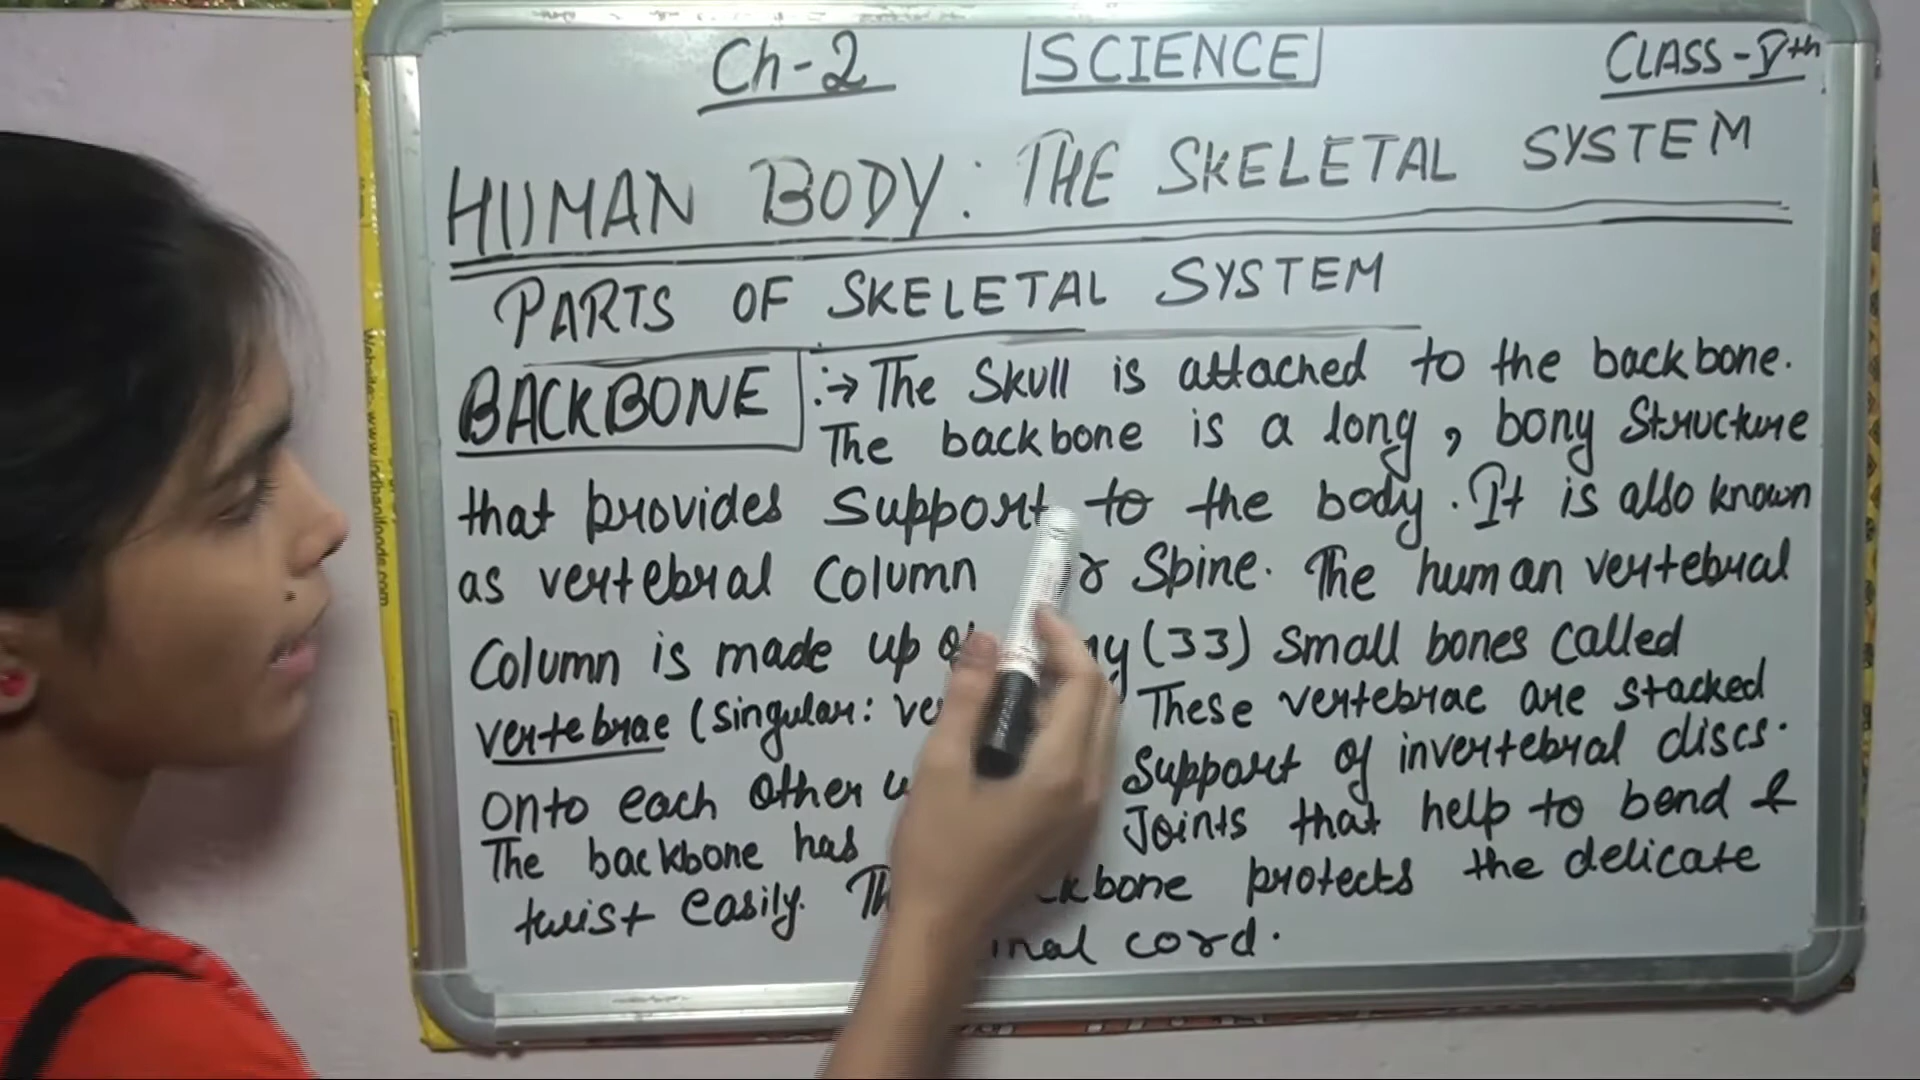 Ch-2 SCIENCE CLASS-Vth
HUMAN BODY: THE SKELETAL SYSTEM
PARTS OF SKELETAL SYSTEM
BACKBONE :→ The Skull is attached to the backbone.
The backbone is a long, bony Structure
that provides Support to the body. It is also known
as vertebral Column Spine. The human vertebral
Column is made up (33) Small bones called
vertebrae (singular: These vertebrae are stacked
onto each other Support of invertebral discs.
The backbone has Joints that help to bend &
twist easily. protects the delicate
cord.